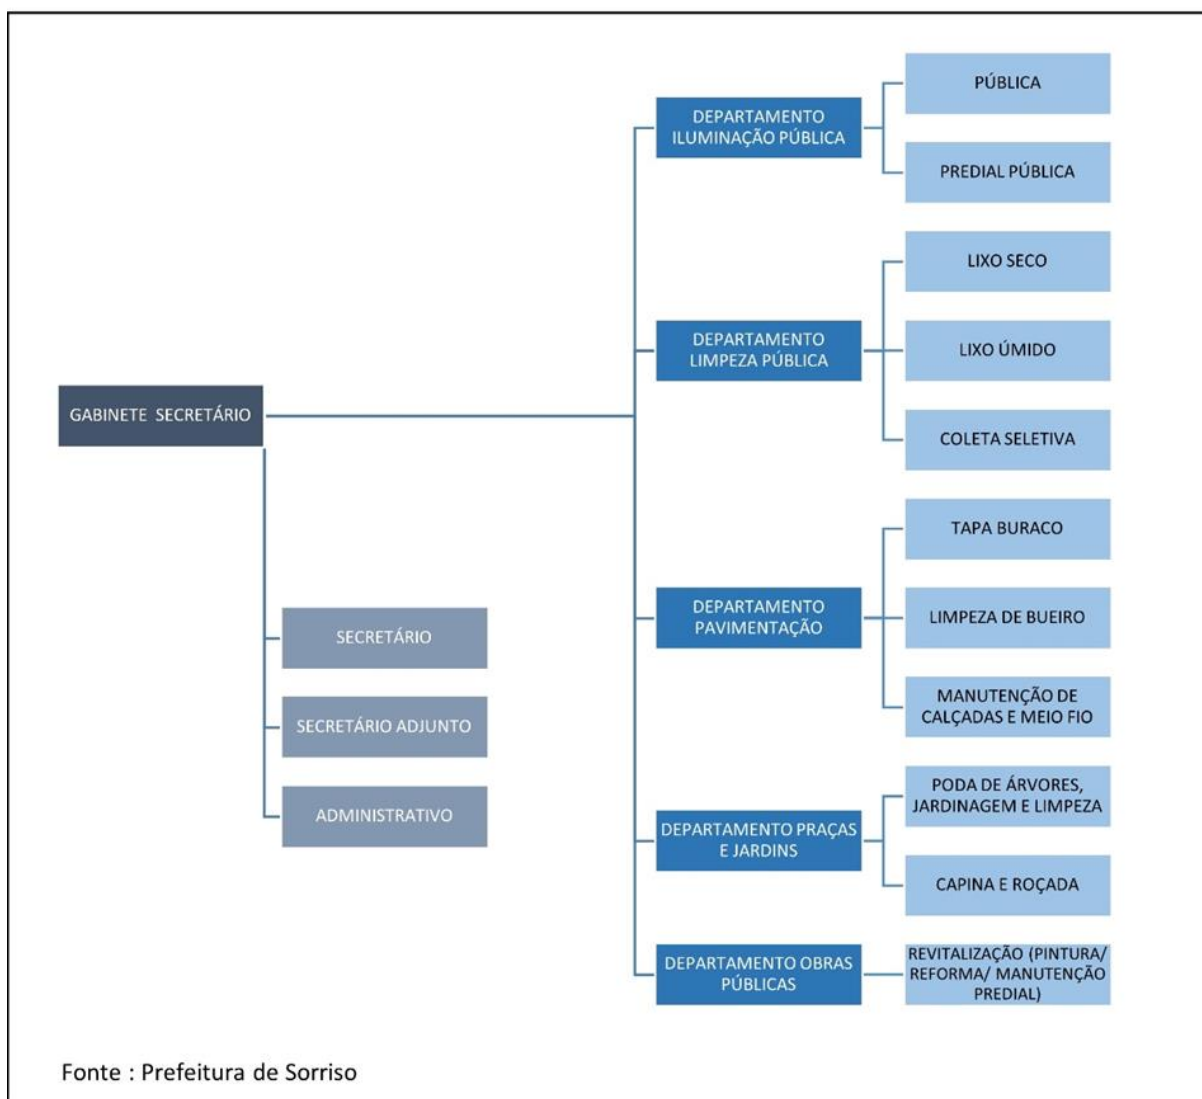 GABINETE SECRETÁRIO
SECRETÁRIO
SECRETÁRIO ADJUNTO
ADMINISTRATIVO
DEPARTAMENTO
ILUMINAÇÃO PÚBLICA
PÚBLICA
PREDIAL PÚBLICA
DEPARTAMENTO
LIMPEZA PÚBLICA
LIXO SECO
LIXO ÚMIDO
COLETA SELETIVA
DEPARTAMENTO
PAVIMENTAÇÃO
TAPA BURACO
LIMPEZA DE BUEIRO
MANUTENÇÃO DE
CALÇADAS E MEIO FIO
DEPARTAMENTO PRAÇAS
E JARDINS
PODA DE ÁRVORES,
JARDINAGEM E LIMPEZA
CAPINA E ROÇADA
DEPARTAMENTO OBRAS
PÚBLICAS
REVITALIZAÇÃO (PINTURA/
REFORMA/ MANUTENÇÃO
PREDIAL)
Fonte : Prefeitura de Sorriso